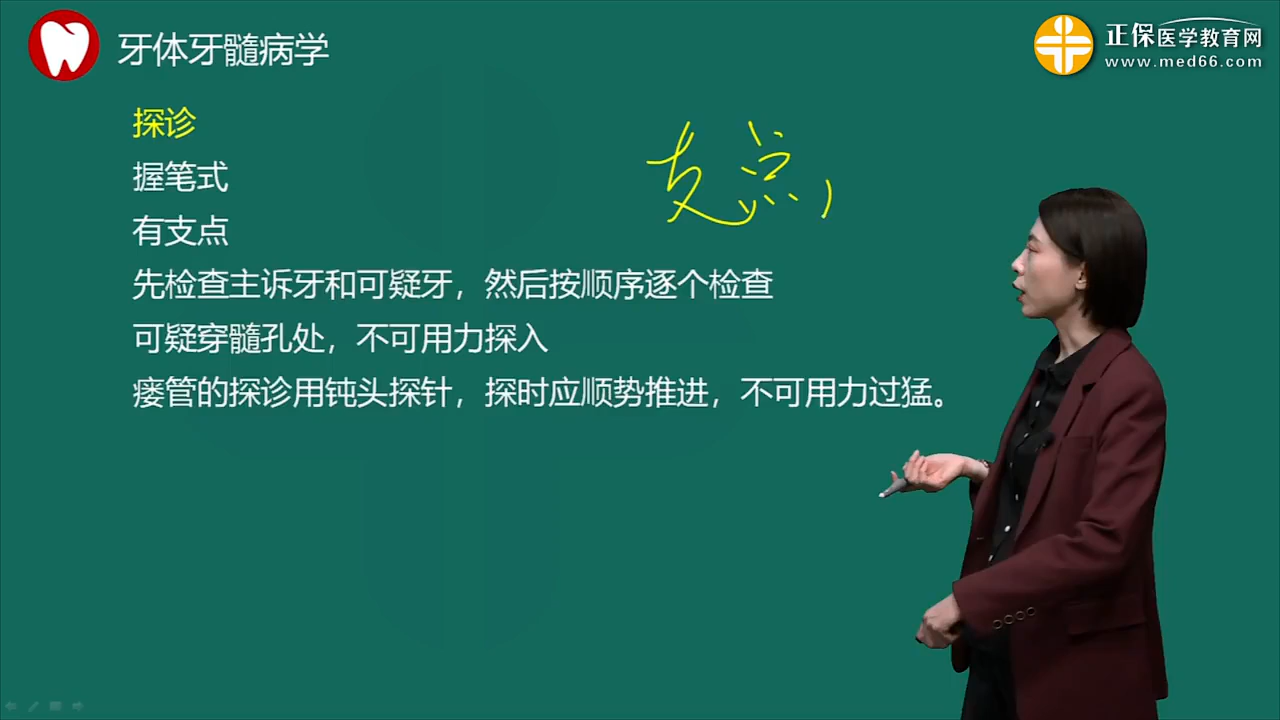 牙体牙髓病学
正保医学教育网
www.med66.com
探诊
握笔式
支点，
有支点
先检查主诉牙和可疑牙，然后按顺序逐个检查
可疑穿髓孔处，不可用力探入
瘘管的探诊用钝头探针，探时应顺势推进，不可用力过猛。